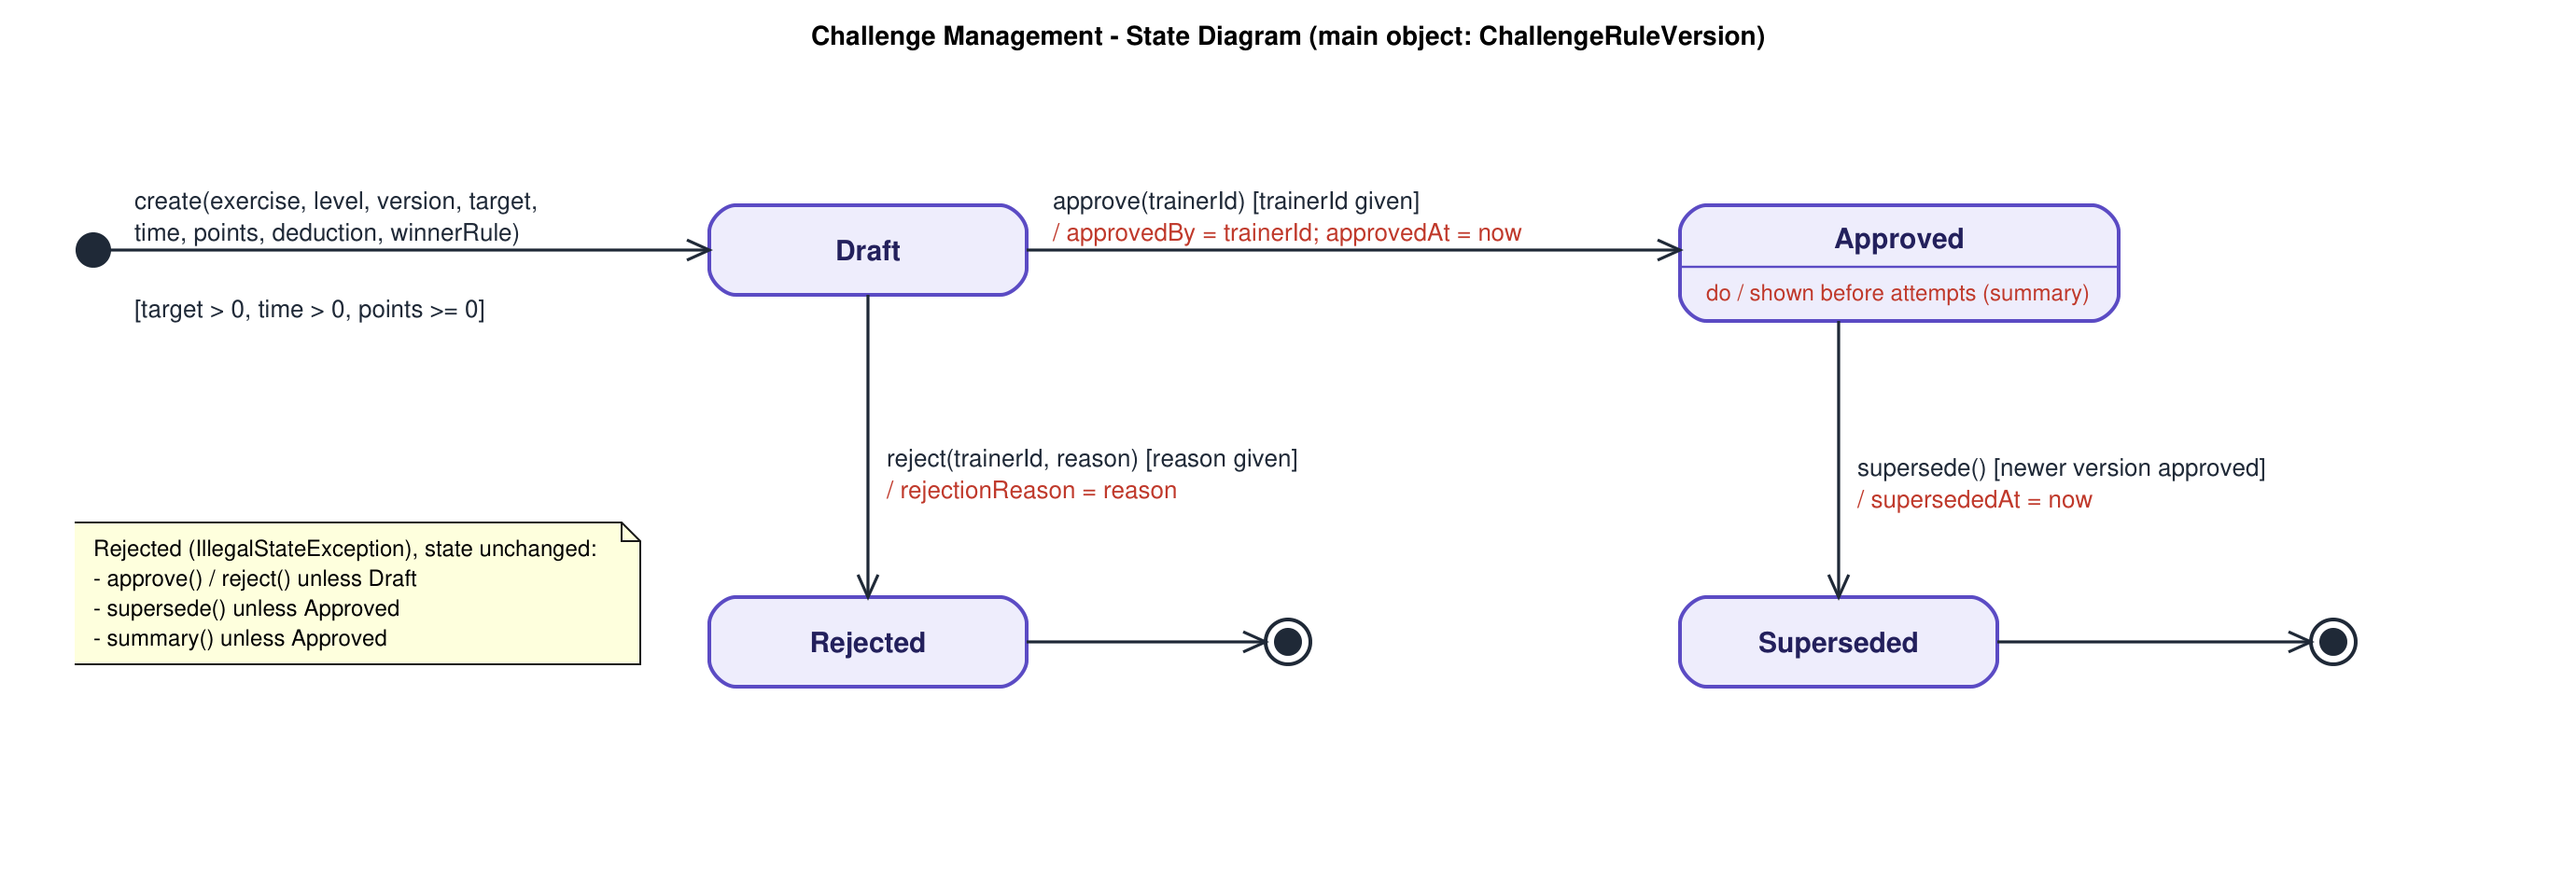 Challenge Management - State Diagram (main object: ChallengeRuleVersion)
create(exercise, level, version, target,
time, points, deduction, winnerRule)
[target > 0, time > 0, points >= 0]
Draft
approve(trainerId) [trainerId given]
/ approvedBy = trainerId; approvedAt = now
Approved
do / shown before attempts (summary)
reject(trainerId, reason) [reason given]
/ rejectionReason = reason
supersede() [newer version approved]
/ supersededAt = now
Rejected (IllegalStateException), state unchanged:
- approve() / reject() unless Draft
- supersede() unless Approved
- summary() unless Approved
Rejected
Superseded